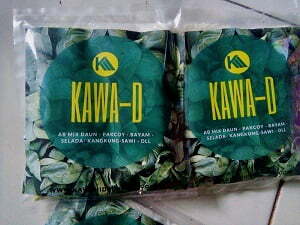 KAWA-D
AB MIX DAUN · PAKCOY · BAYAM ·
SELADA · KANGKUNG · SAWI · DLL
KAWA-D
AB MIX DAUN · PAKCOY · BAYAM ·
SELADA · KANGKUNG · SAWI · DLL